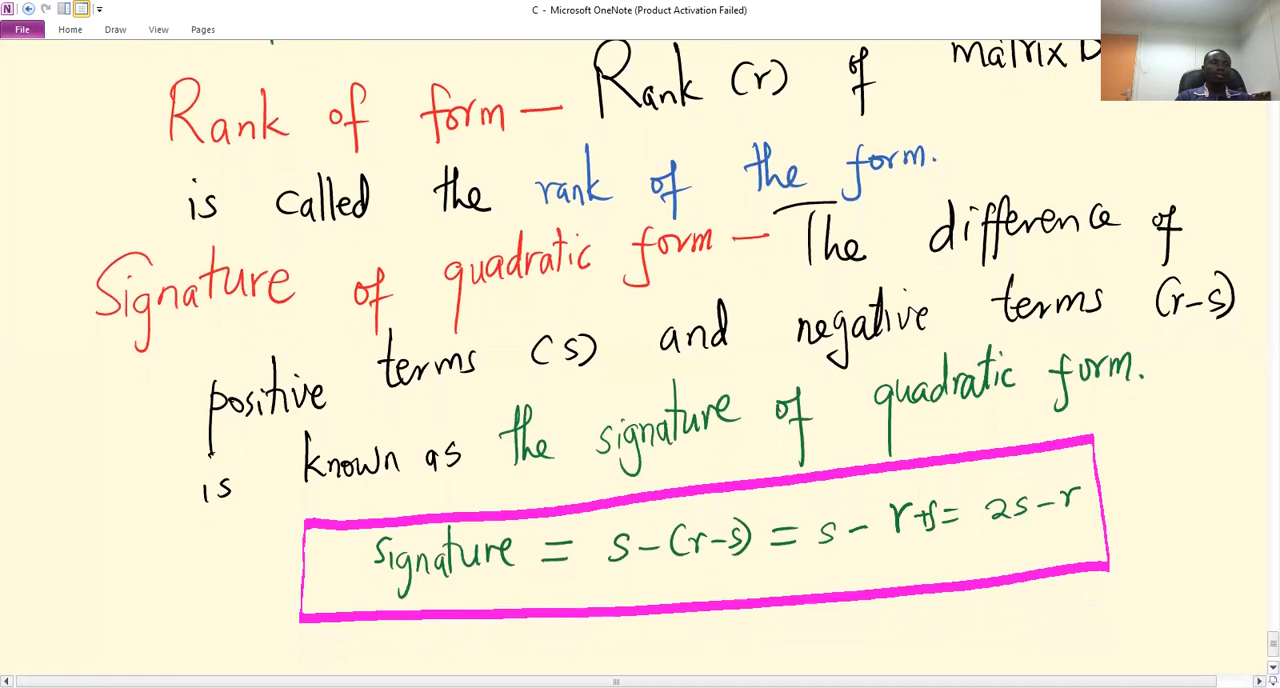 C - Microsoft OneNote (Product Activation Failed)
File Home Draw View Pages
Rank of form — Rank (r) of matrix D
is called the rank of the form.
Signature of quadratic form — The difference of
positive terms (s) and negative terms (r-s)
is known as the signature of quadratic form.
Signature = s-(r-s) = s - r+s = 2s-r